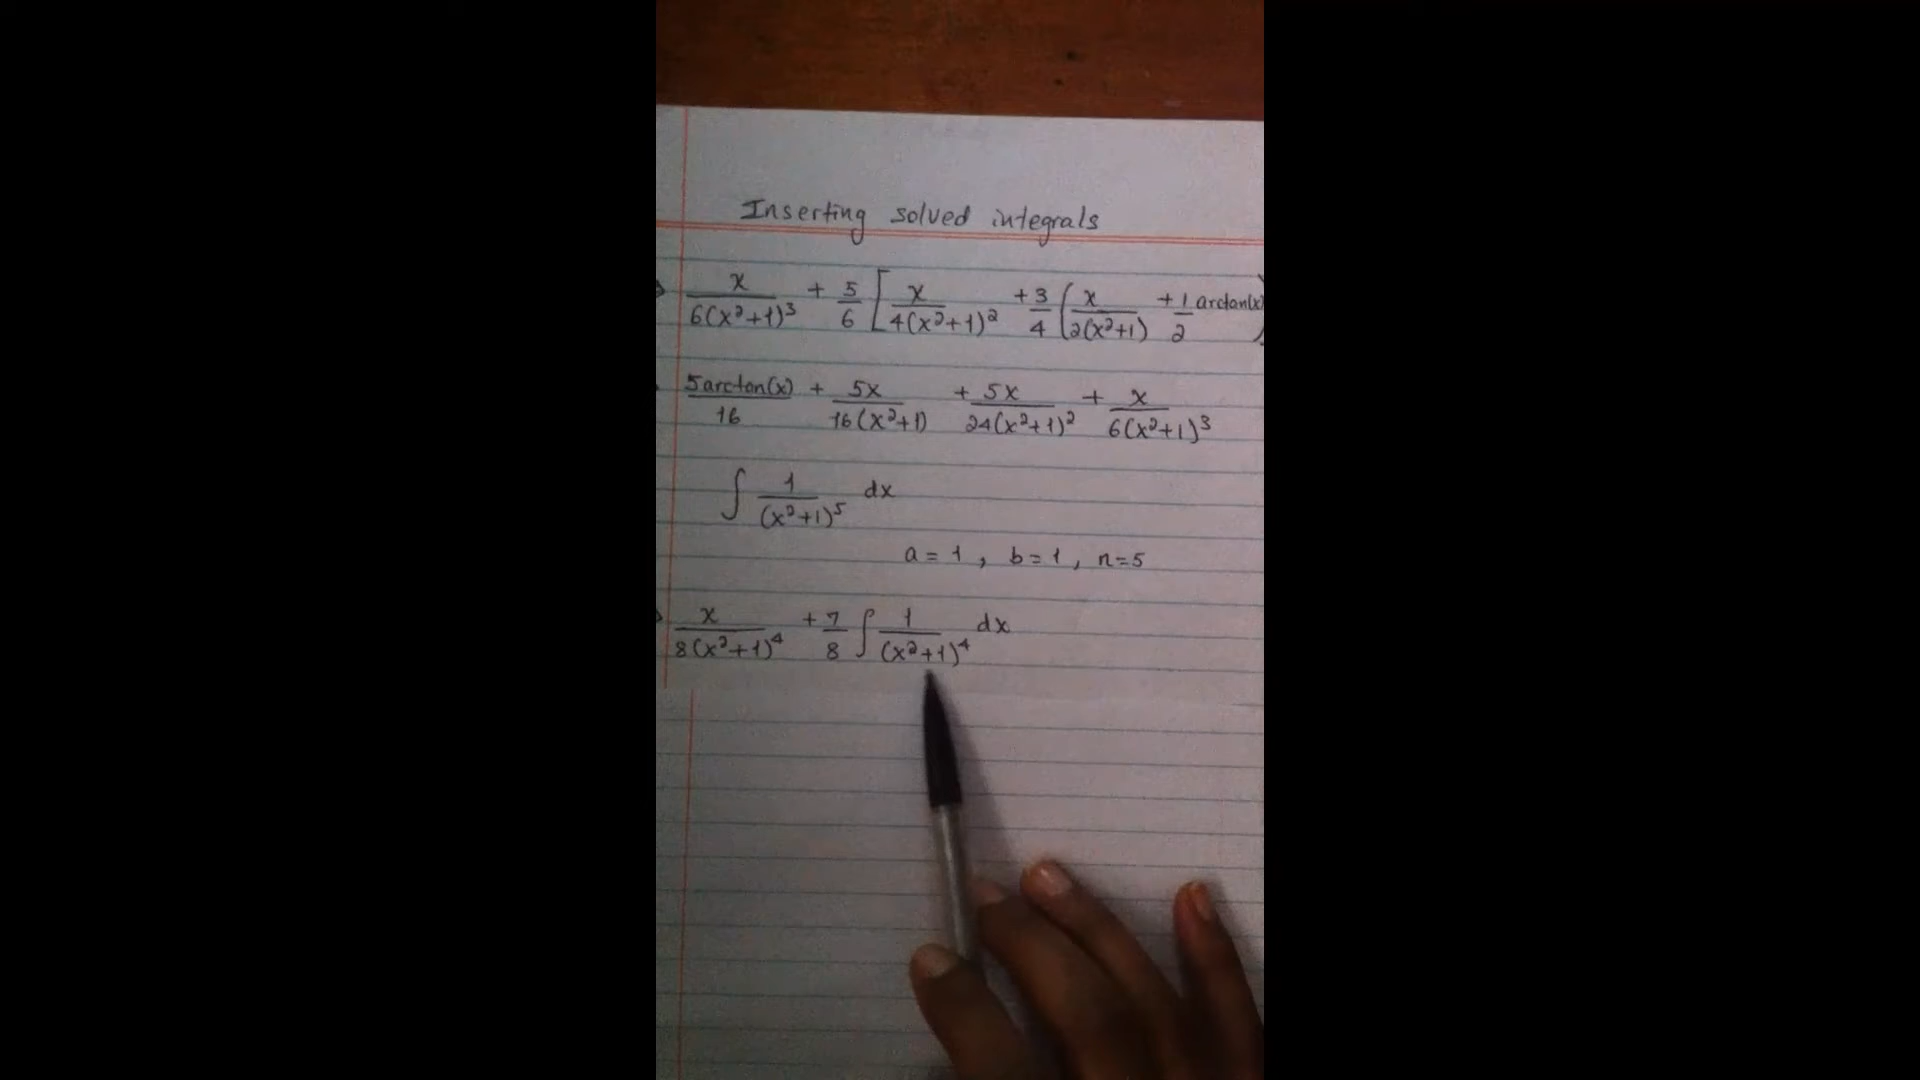 Inserting solved integrals
x/6(x²+1)³ + 5/6 [x/4(x²+1)² + 3/4 (x/2(x²+1) + 1/2 arctan(x))
5arctan(x)/16 + 5x/16(x²+1) + 5x/24(x²+1)² + x/6(x²+1)³
∫ 1/(x²+1)⁵ dx
a=1, b=1, n=5
x/8(x²+1)⁴ + 7/8 ∫ 1/(x²+1)⁴ dx